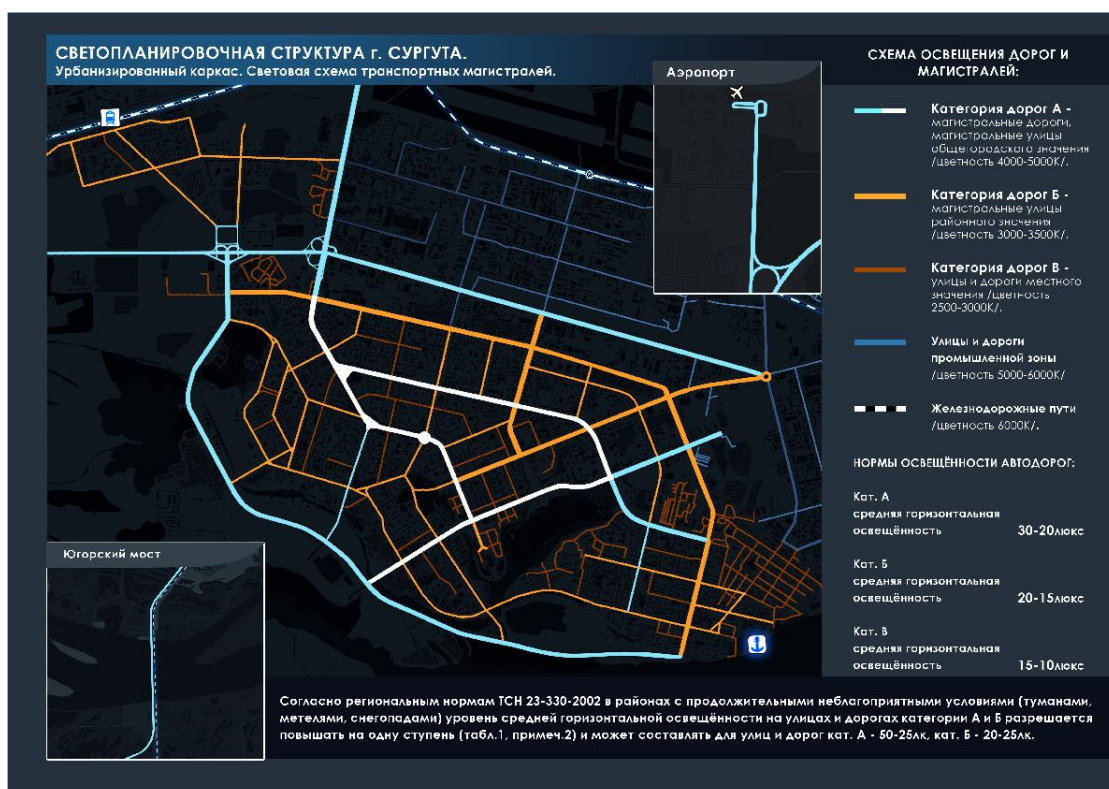 СВЕТОПЛАНИРОВОЧНАЯ СТРУКТУРА г. СУРГУТА.
Урбанизированный каркас. Световая схема транспортных магистралей.
Аэропорт
Югорский мост
СХЕМА ОСВЕЩЕНИЯ ДОРОГ И
МАГИСТРАЛЕЙ:
Категория дорог А -
магистральные дороги,
магистральные улицы
общегородского значения
/цветность 4000-5000К/.
Категория дорог Б -
магистральные улицы
районного значения
/цветность 3000-3500К/.
Категория дорог В -
улицы и дороги местного
значения /цветность
2500-3000К/.
Улицы и дороги
промышленной зоны
/цветность 5000-6000К/
Железнодорожные пути
/цветность 6000К/.
НОРМЫ ОСВЕЩЁННОСТИ АВТОДОРОГ:
Кат. А
средняя горизонтальная
освещённость 30-20люкс
Кат. Б
средняя горизонтальная
освещённость 20-15люкс
Кат. В
средняя горизонтальная
освещённость 15-10люкс
Согласно региональным нормам ТСН 23-330-2002 в районах с продолжительными неблагоприятными условиями (туманами,
метелями, снегопадами) уровень средней горизонтальной освещённости на улицах и дорогах категории А и Б разрешается
повышать на одну ступень (табл.1, примеч.2) и может составлять для улиц и дорог кат. А - 50-25лк, кат. Б - 20-25лк.